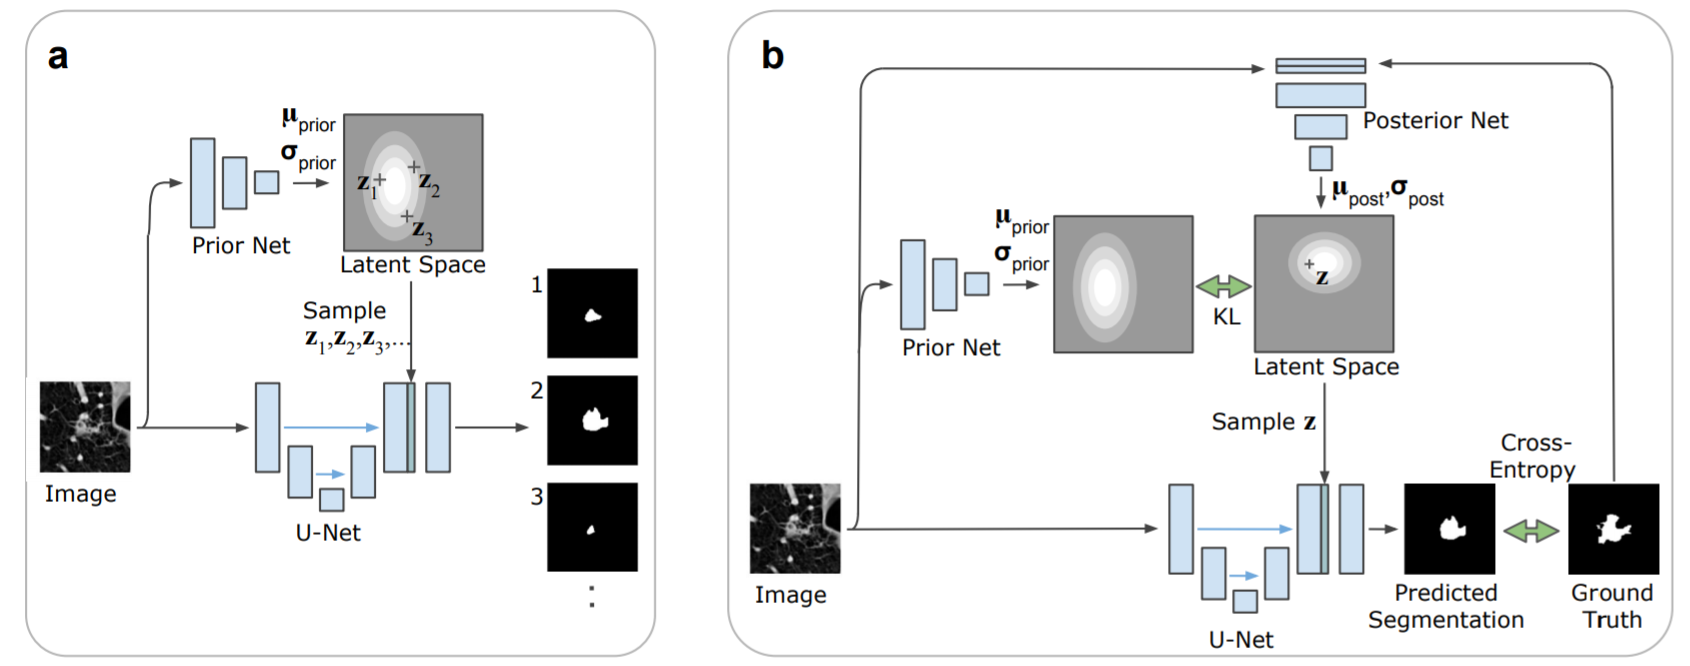 a
μprior
σprior
z1
z2
z3
Prior Net
Latent Space
Sample
z1,z2,z3,...
1
2
3
Image
U-Net
b
Posterior Net
μpost,σpost
μprior
σprior
z
KL
Prior Net
Latent Space
Sample z
Cross-
Entropy
Image
U-Net
Predicted
Segmentation
Ground
Truth